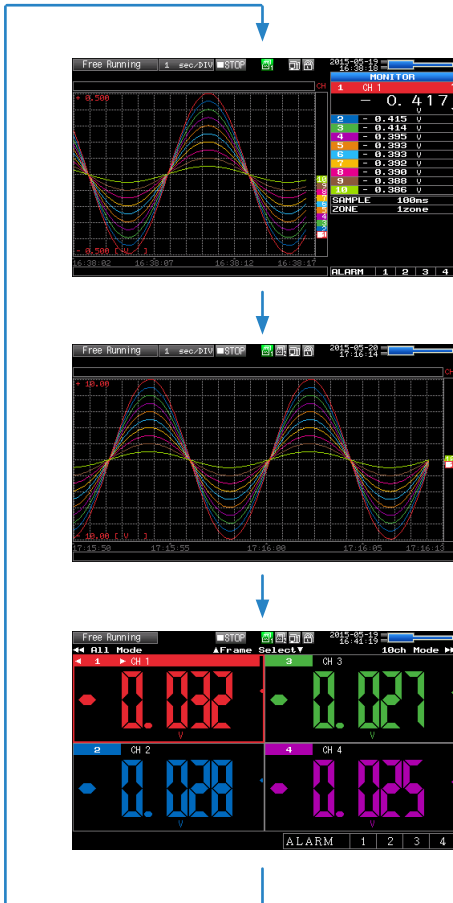 Free Running 1 sec/DIV STOP 2015-05-19 16:38:18
MONITOR
1 CH 1
- 0. 417
V
2 - 0.415 V
3 - 0.414 V
4 - 0.395 V
5 - 0.393 V
6 - 0.393 V
7 - 0.392 V
8 - 0.390 V
9 - 0.388 V
10 - 0.386 V
SAMPLE 100ms
ZONE 1zone
CH
+ 0.500
- 0.500 [ V ]
16:38:02 16:38:07 16:38:12 16:38:17
ALARM 1 2 3 4
Free Running 1 sec/DIV STOP 2015-05-20 17:16:14
CH
+ 10.00
- 10.00 [ V ]
17:15:50 17:15:55 17:16:00 17:16:05 17:16:13
Free Running STOP 2015-05-19 16:41:19
◀◀ All Mode ▲Frame Select▼ 10ch Mode ▶▶
◀ 1 ▶ CH 1
- 0.032
V
3 CH 3
- 0.027
V
2 CH 2
- 0.028
V
4 CH 4
- 0.025
V
ALARM 1 2 3 4